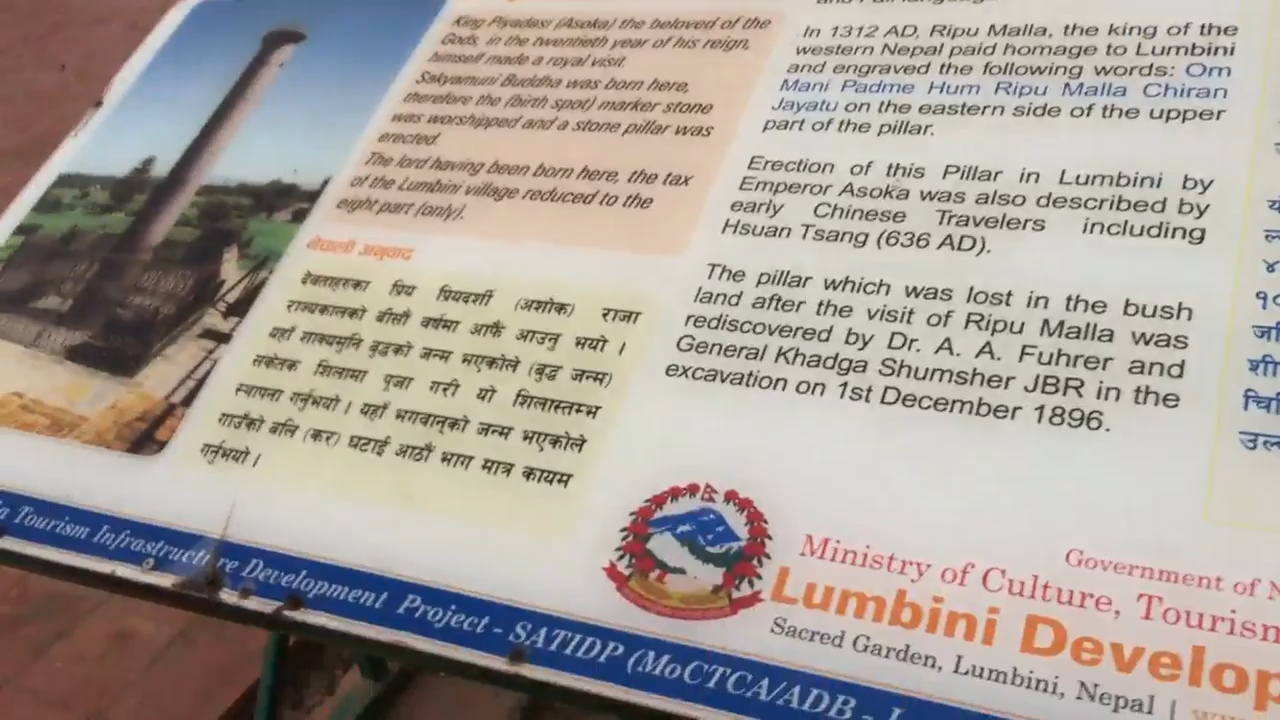 King Piyadasi (Asoka) the beloved of the
Gods, in the twentieth year of his reign,
himself made a royal visit.
Sakyamuni Buddha was born here,
therefore the (birth spot) marker stone
was worshipped and a stone pillar was
erected.
The lord having been born here, the tax
of the Lumbini village reduced to the
eight part (only).
नेपाली अनुवाद
देवताहरुका प्रिय प्रियदर्शी (अशोक) राजा
राज्यकालको बीसौं वर्षमा आफैं आउनु भयो ।
यहाँ शाक्यमुनि बुद्धको जन्म भएकोले (बुद्ध जन्म)
सकेतक शिलामा पूजा गरी यो शिलास्तम्भ
स्थापना गर्नुभयो । यहाँ भगवान्को जन्म भएकोले
गाउँको बलि (कर) घटाई आठौं भाग मात्र कायम
गर्नुभयो ।
In 1312 AD, Ripu Malla, the king of the
western Nepal paid homage to Lumbini
and engraved the following words: Om
Mani Padme Hum Ripu Malla Chiran
Jayatu on the eastern side of the upper
part of the pillar.
Erection of this Pillar in Lumbini by
Emperor Asoka was also described by
early Chinese Travelers including
Hsuan Tsang (636 AD).
The pillar which was lost in the bush
land after the visit of Ripu Malla was
rediscovered by Dr. A. A. Fuhrer and
General Khadga Shumsher JBR in the
excavation on 1st December 1896.
Government of
Ministry of Culture, Tourism
Lumbini Develop
Sacred Garden, Lumbini, Nepal |
Tourism Infrastructure Development Project - SATIDP (MoCTCA/ADB -